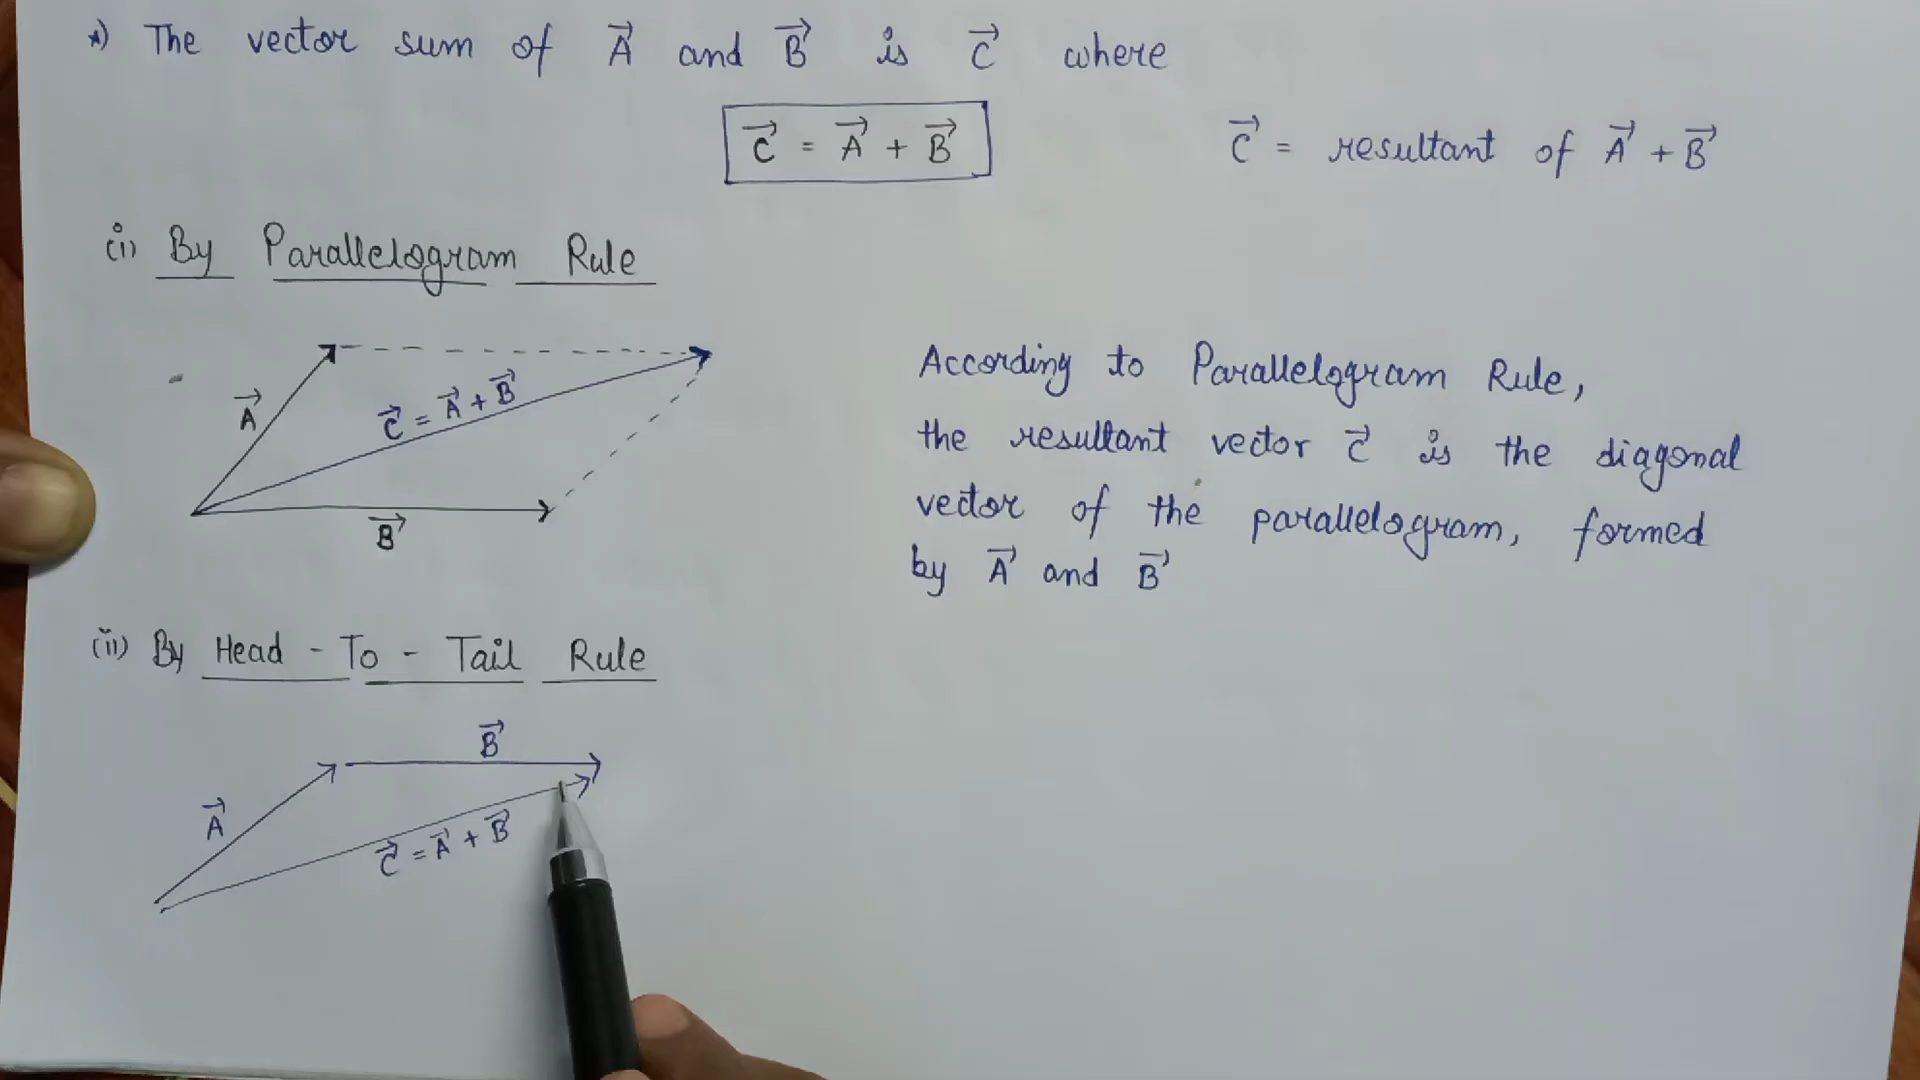 *) The vector sum of A⃗ and B⃗ is C⃗ where
C⃗ = A⃗ + B⃗
C⃗ = resultant of A⃗ + B⃗
(i) By Parallelogram Rule
A⃗
C⃗ = A⃗ + B⃗
B⃗
According to Parallelogram Rule,
the resultant vector C⃗ is the diagonal
vector of the parallelogram, formed
by A⃗ and B⃗
(ii) By Head - To - Tail Rule
B⃗
A⃗
C⃗ = A⃗ + B⃗